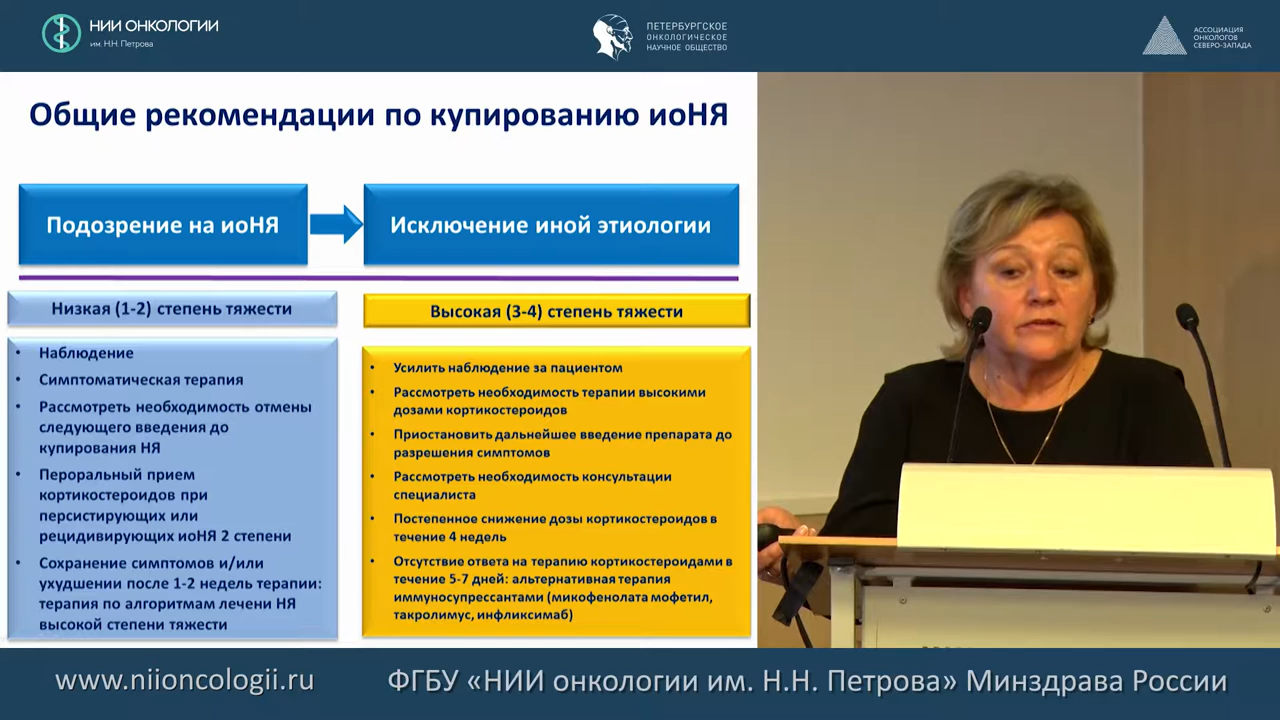 НИИ ОНКОЛОГИИ
им. Н.Н. Петрова
ПЕТЕРБУРГСКОЕ
ОНКОЛОГИЧЕСКОЕ
НАУЧНОЕ ОБЩЕСТВО
АССОЦИАЦИЯ
ОНКОЛОГОВ
СЕВЕРО-ЗАПАДА
Общие рекомендации по купированию иоНЯ
Подозрение на иоНЯ
Исключение иной этиологии
Низкая (1-2) степень тяжести
• Наблюдение
• Симптоматическая терапия
• Рассмотреть необходимость отмены
следующего введения до
купирования НЯ
• Пероральный прием
кортикостероидов при
персистирующих или
рецидивирующих иоНЯ 2 степени
• Сохранение симптомов и/или
ухудшении после 1-2 недель терапии:
терапия по алгоритмам лечени НЯ
высокой степени тяжести
Высокая (3-4) степень тяжести
• Усилить наблюдение за пациентом
• Рассмотреть необходимость терапии высокими
дозами кортикостероидов
• Приостановить дальнейшее введение препарата до
разрешения симптомов
• Рассмотреть необходимость консультации
специалиста
• Постепенное снижение дозы кортикостероидов в
течение 4 недель
• Отсутствие ответа на терапию кортикостероидами в
течение 5-7 дней: альтернативная терапия
иммуносупрессантами (микофенолата мофетил,
такролимус, инфликсимаб)
www.niioncologii.ru
ФГБУ «НИИ онкологии им. Н.Н. Петрова» Минздрава России